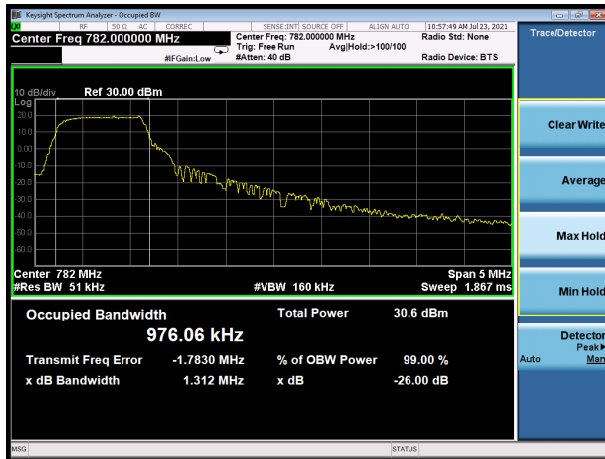 Keysight Spectrum Analyzer - Occupied BW
RF 50 Ω AC CORREC SENSE:INT SOURCE OFF ALIGN AUTO 10:57:49 AM Jul 23, 2021
Center Freq 782.000000 MHz
Center Freq: 782.000000 MHz Radio Std: None
Trig: Free Run Avg|Hold:>100/100
#IFGain:Low #Atten: 40 dB Radio Device: BTS
Trace/Detector
10 dB/div Ref 30.00 dBm
Log
20.0
10.0
0.00
-10.0
-20.0
-30.0
-40.0
-50.0
-60.0
Center 782 MHz Span 5 MHz
#Res BW 51 kHz #VBW 160 kHz Sweep 1.867 ms
Occupied Bandwidth Total Power 30.6 dBm
976.06 kHz
Transmit Freq Error -1.7830 MHz % of OBW Power 99.00 %
x dB Bandwidth 1.312 MHz x dB -26.00 dB
Clear Write
Average
Max Hold
Min Hold
Detector
Peak▶
Auto Man
MSG STATUS